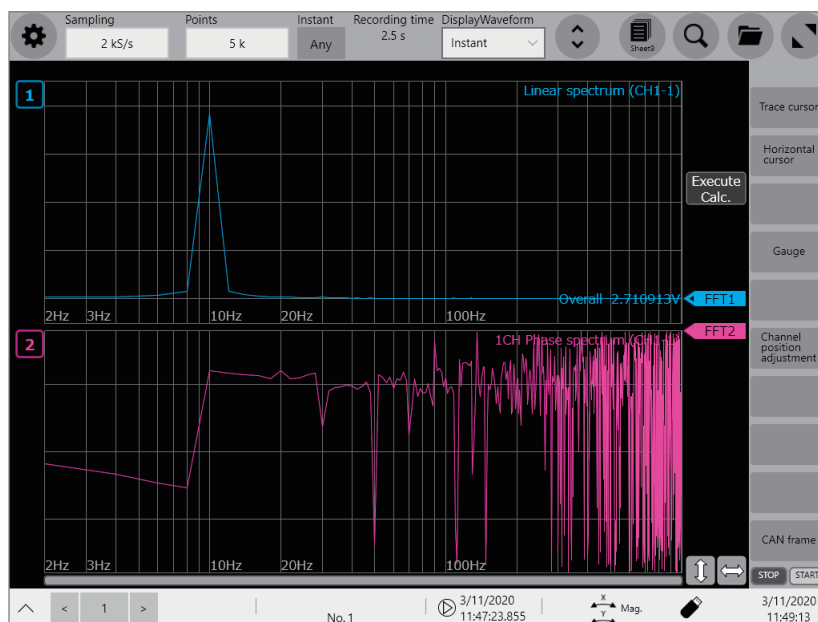 Sampling
2 kS/s
Points
5 k
Instant
Any
Recording time
2.5 s
DisplayWaveform
Instant
Sheet9
1
Linear spectrum (CH1-1)
Overall 2.710913V
FFT1
2Hz 3Hz 10Hz 20Hz 100Hz
2
1CH Phase spectrum (CH1-1)
FFT2
2Hz 3Hz 10Hz 20Hz 100Hz
Execute
Calc.
Trace cursor
Horizontal
cursor
Gauge
Channel
position
adjustment
CAN frame
STOP START
< 1 >
No. 1
3/11/2020
11:47:23.855
X
Y
Mag.
3/11/2020
11:49:13